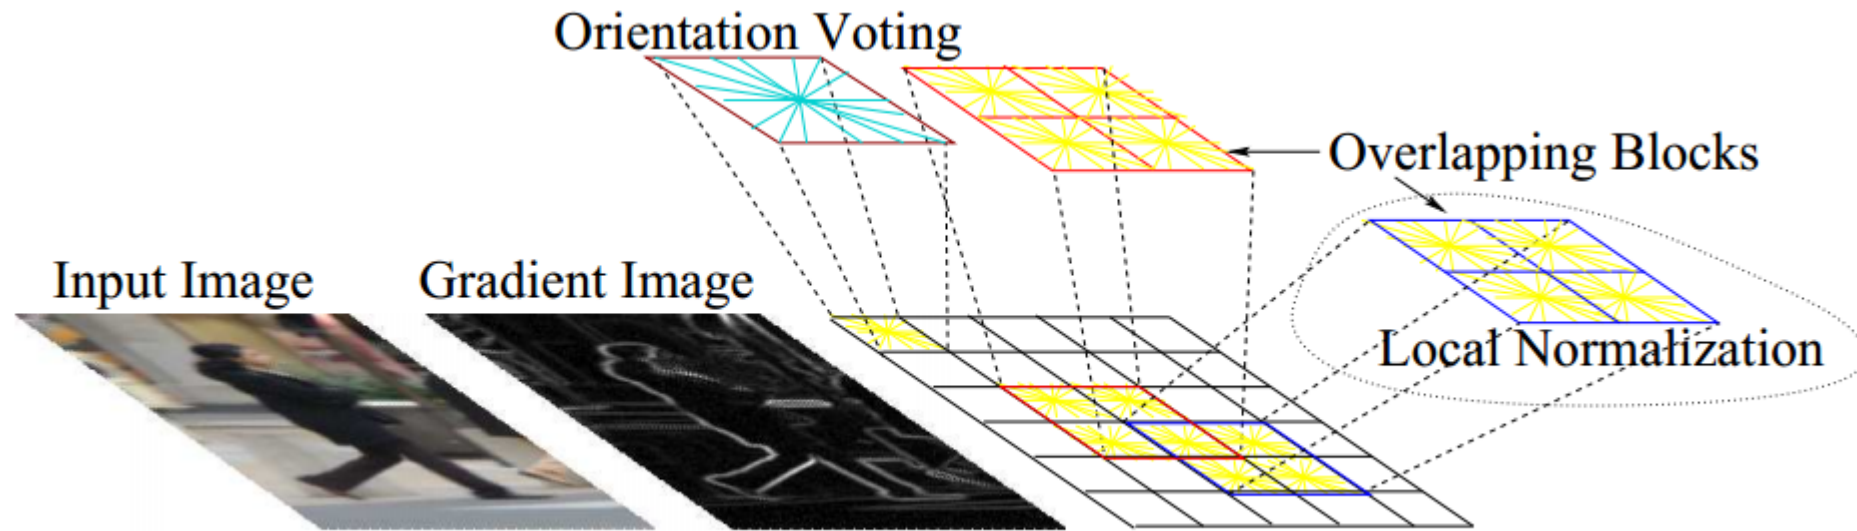 Orientation Voting
Overlapping Blocks
Input Image
Gradient Image
Local Normalization